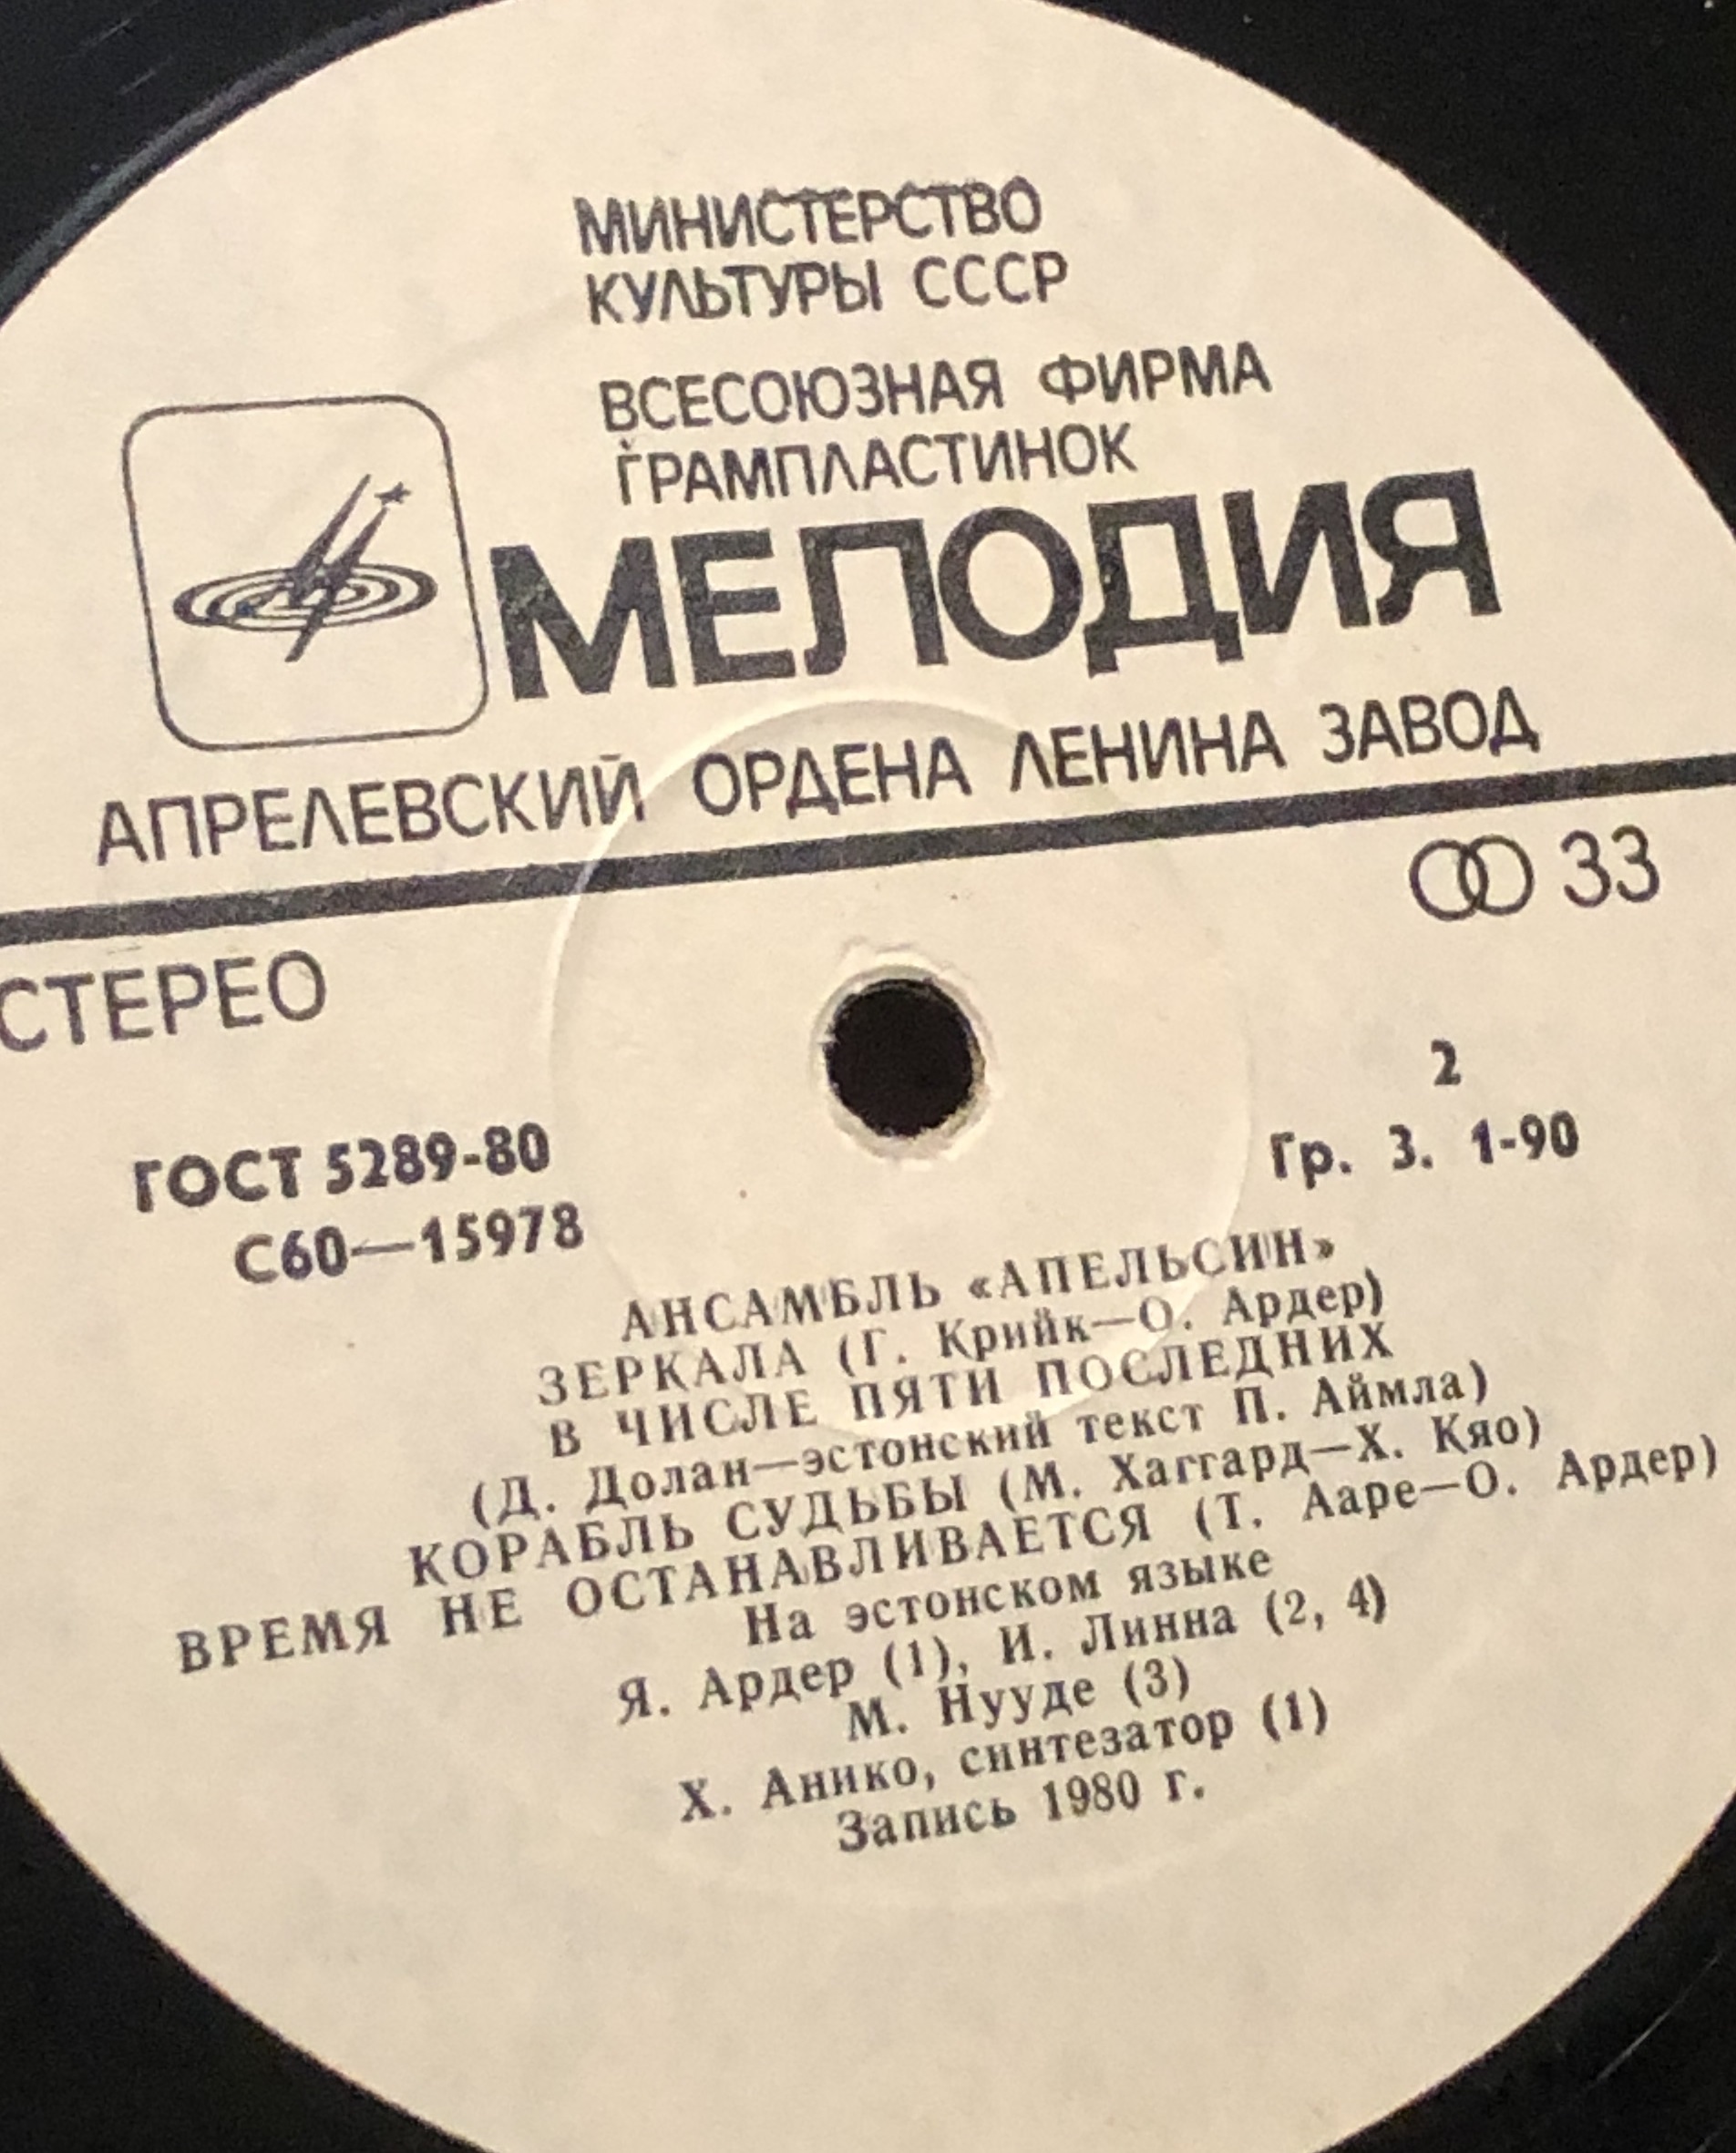 МИНИСТЕРСТВО
КУЛЬТУРЫ СССР
ВСЕСОЮЗНАЯ ФИРМА
ГРАМПЛАСТИНОК
МЕЛОДИЯ
АПРЕЛЕВСКИЙ ОРДЕНА ЛЕНИНА ЗАВОД
33
СТЕРЕО
2
ГОСТ 5289-80
Гр. 3. 1-90
С60—15978
АНСАМБЛЬ «АПЕЛЬСИН»
ЗЕРКАЛА (Г. Крийк—О. Ардер)
В ЧИСЛЕ ПЯТИ ПОСЛЕДНИХ
(Д. Долан—эстонский текст П. Аймла)
КОРАБЛЬ СУДЬБЫ (М. Хаггард—Х. Кяо)
ВРЕМЯ НЕ ОСТАНАВЛИВАЕТСЯ (Т. Ааре—О. Ардер)
На эстонском языке
Я. Ардер (1), И. Линна (2, 4)
М. Нууде (3)
Х. Анико, синтезатор (1)
Запись 1980 г.